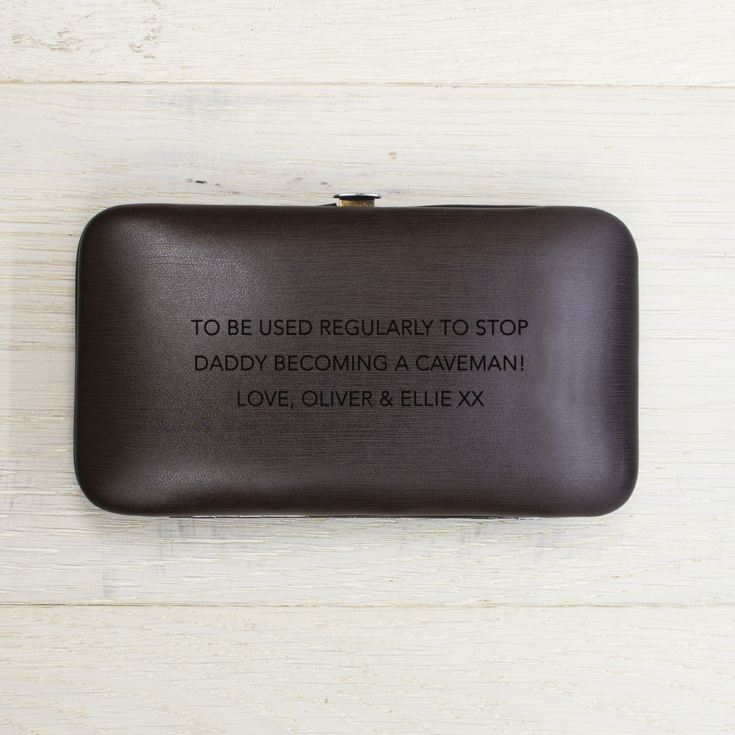 TO BE USED REGULARLY TO STOP
DADDY BECOMING A CAVEMAN!
LOVE, OLIVER & ELLIE XX